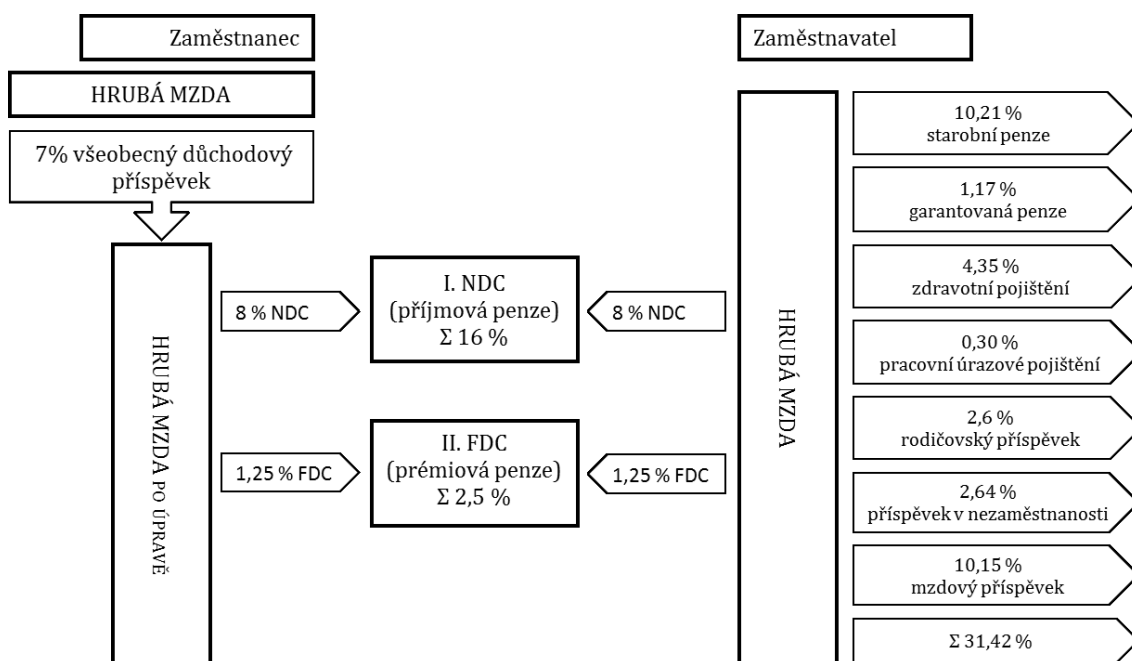 Zaměstnanec
HRUBÁ MZDA
7% všeobecný důchodový
příspěvek
HRUBÁ MZDA PO ÚPRAVĚ
8 % NDC
1,25 % FDC
I. NDC
(příjmová penze)
Σ 16 %
II. FDC
(prémiová penze)
Σ 2,5 %
8 % NDC
1,25 % FDC
Zaměstnavatel
HRUBÁ MZDA
10,21 %
starobní penze
1,17 %
garantovaná penze
4,35 %
zdravotní pojištění
0,30 %
pracovní úrazové pojištění
2,6 %
rodičovský příspěvek
2,64 %
příspěvek v nezaměstnanosti
10,15 %
mzdový příspěvek
Σ 31,42 %